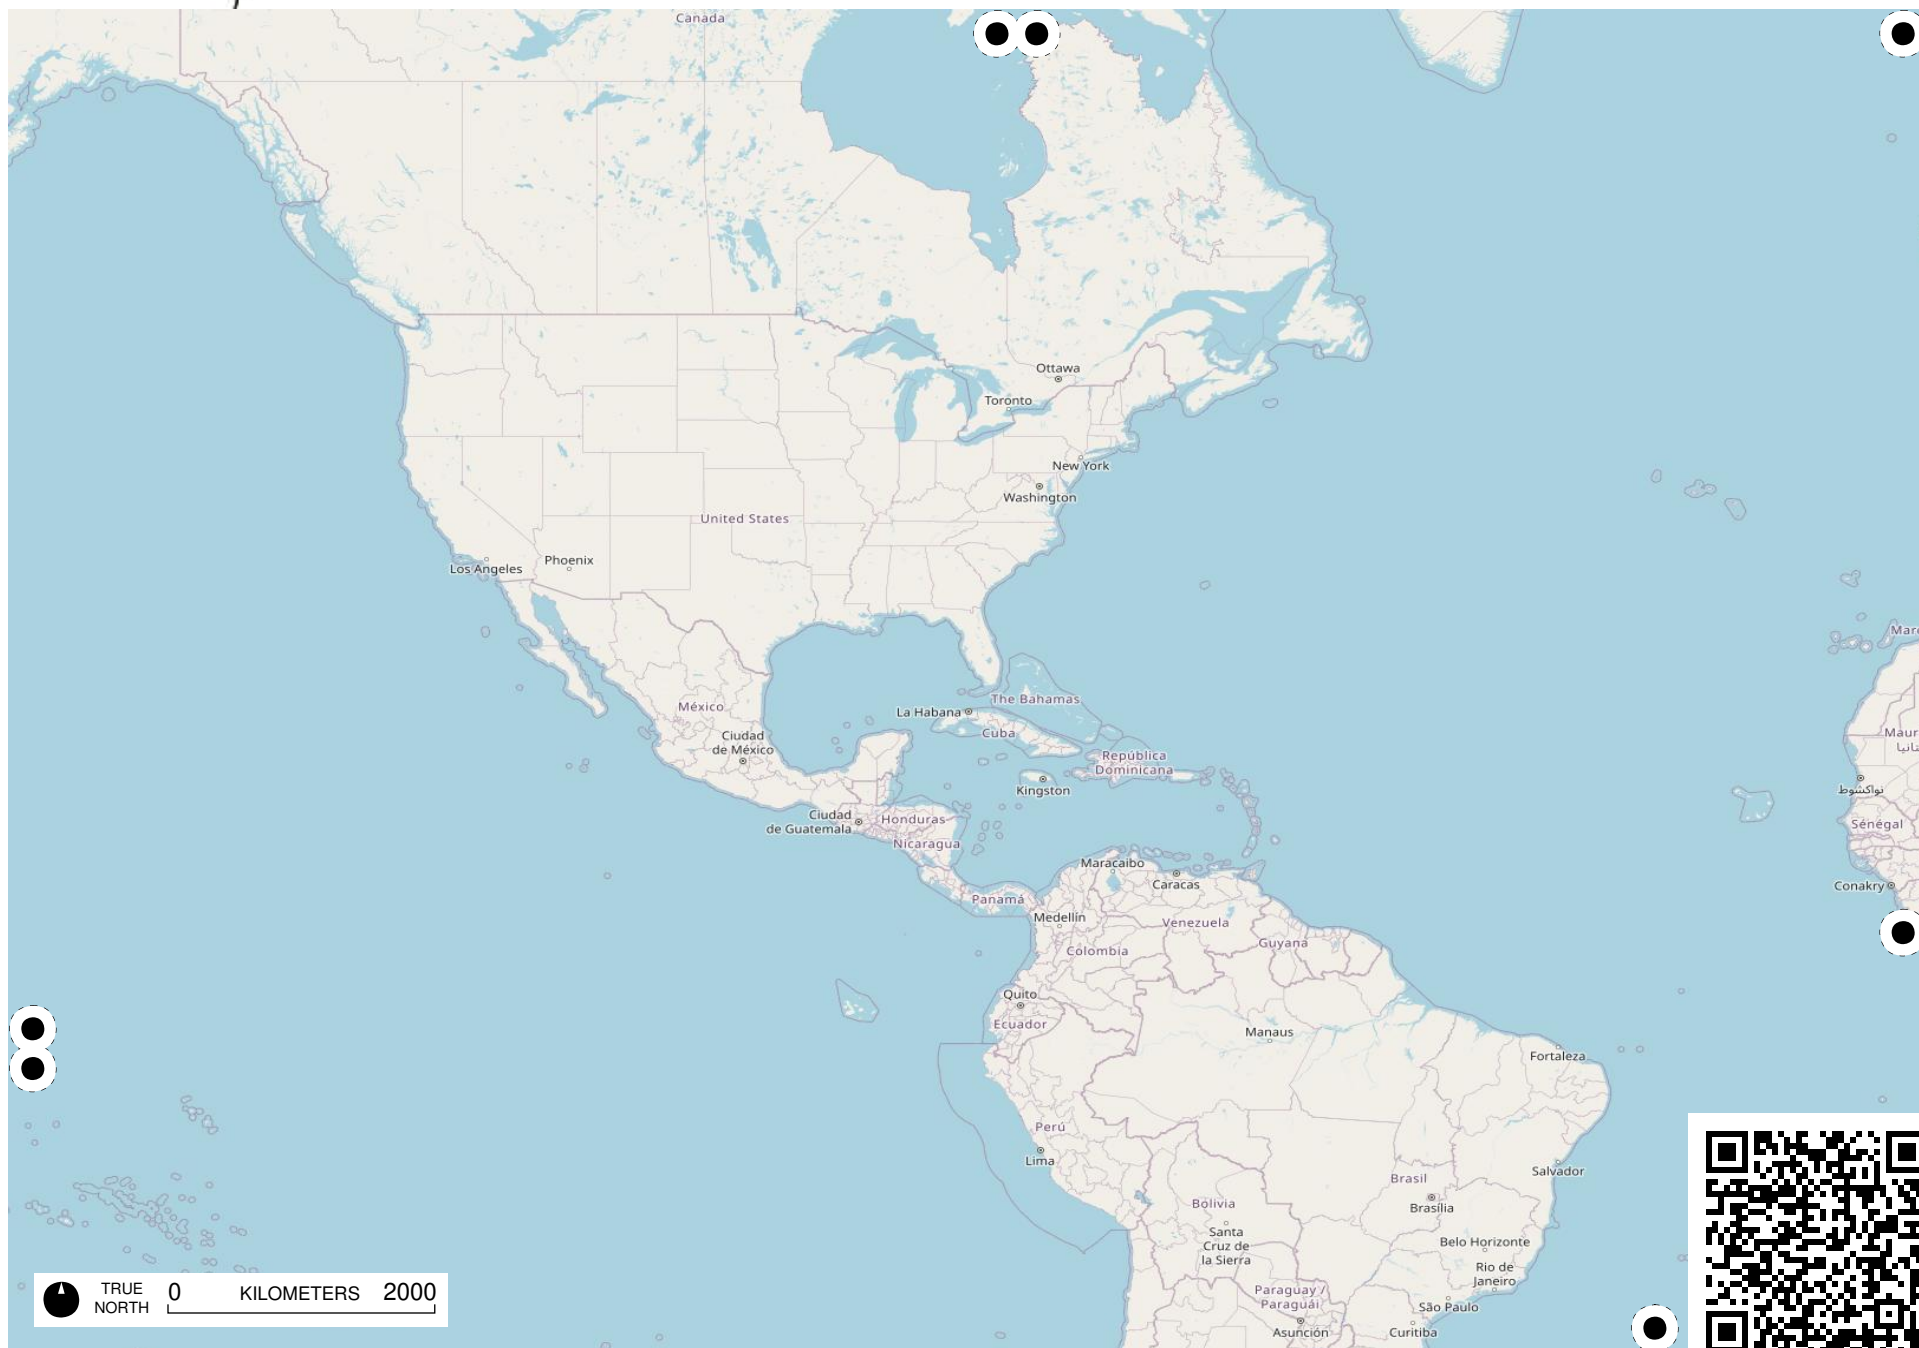 Canada
Ottawa
Toronto
New York
Washington
United States
Los Angeles
Phoenix
México
Ciudad
de México
La Habana
The Bahamas
Cuba
República
Dominicana
Kingston
Ciudad
de Guatemala
Honduras
Nicaragua
نواكشوط
Sénégal
Maracaibo
Caracas
Conakry
Panamá
Medellín
Venezuela
Guyana
Colombia
Quito
Ecuador
Manaus
Fortaleza
Perú
Lima
Salvador
Brasil
Brasília
Bolivia
Santa
Cruz de
la Sierra
Belo Horizonte
Rio de
Janeiro
Paraguay /
Paraguái
São Paulo
Asunción
Curitiba
TRUE
NORTH
0 KILOMETERS 2000